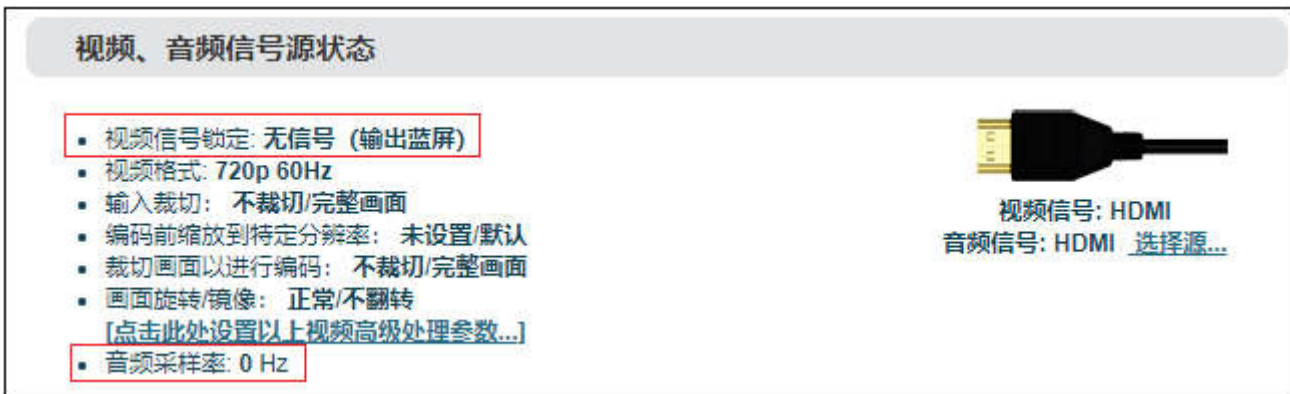 视频、音频信号源状态
视频信号锁定: 无信号（输出蓝屏）
视频格式: 720p 60Hz
输入裁切： 不裁切/完整画面
编码前缩放到特定分辨率： 未设置/默认
裁切画面以进行编码： 不裁切/完整画面
画面旋转/镜像： 正常/不翻转
[点击此处设置以上视频高级处理参数...]
音频采样率: 0 Hz
视频信号: HDMI
音频信号: HDMI 选择源...